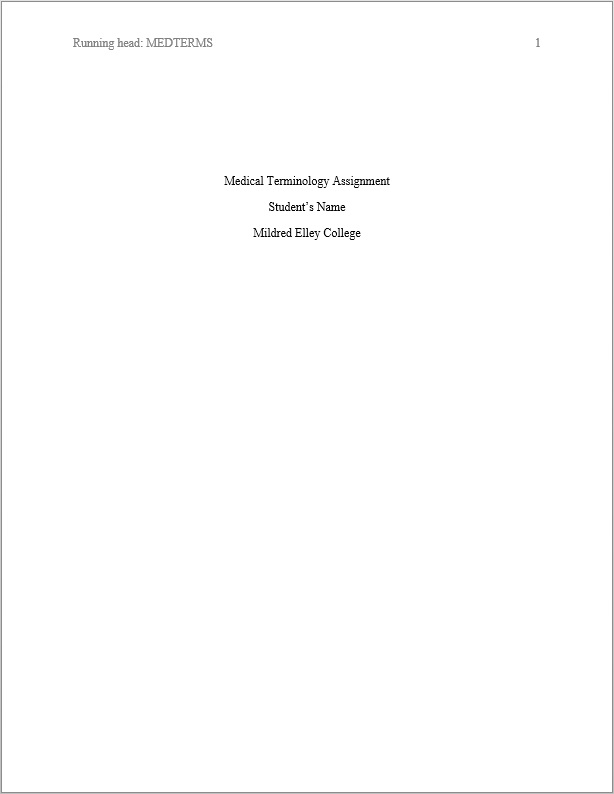 Running head: MEDTERMS 1
Medical Terminology Assignment
Student’s Name
Mildred Elley College